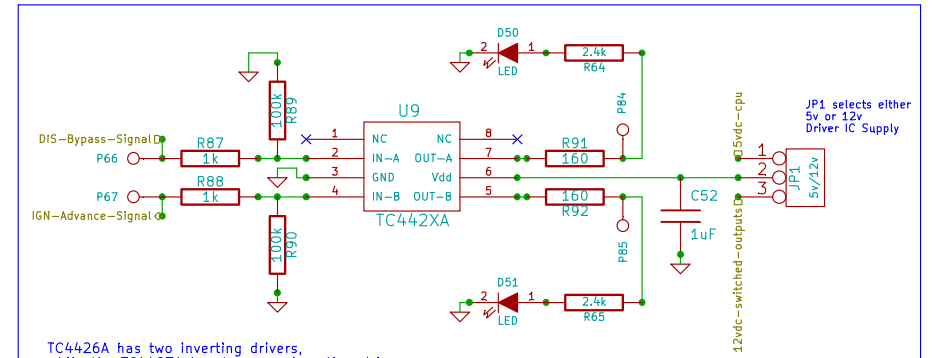 D50
2
1
LED
2.4k
R64
P84
5vdc-cpu
JP1 selects either
5v or 12v
Driver IC Supply
U9
100k
R89
DIS-Bypass-Signal
P66
R87
1k
1
NC
NC
8
2
IN-A
OUT-A
7
R91
160
3
GND
Vdd
6
4
IN-B
OUT-B
5
160
R92
TC442XA
P67
R88
1k
IGN-Advance-Signal
100k
R90
P85
C52
1uF
1
2
3
JP1
5v/12v
12vdc-switched-outputs
D51
2
1
LED
2.4k
R65
TC4426A has two inverting drivers,